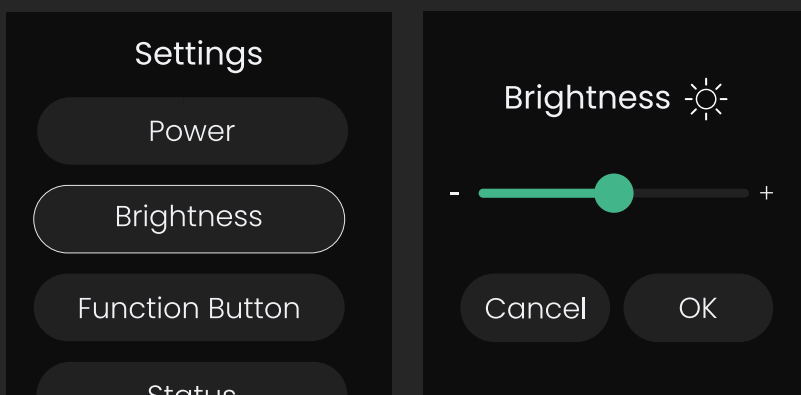 Settings
Power
Brightness
Function Button
Status
Brightness
- +
Cancel
OK